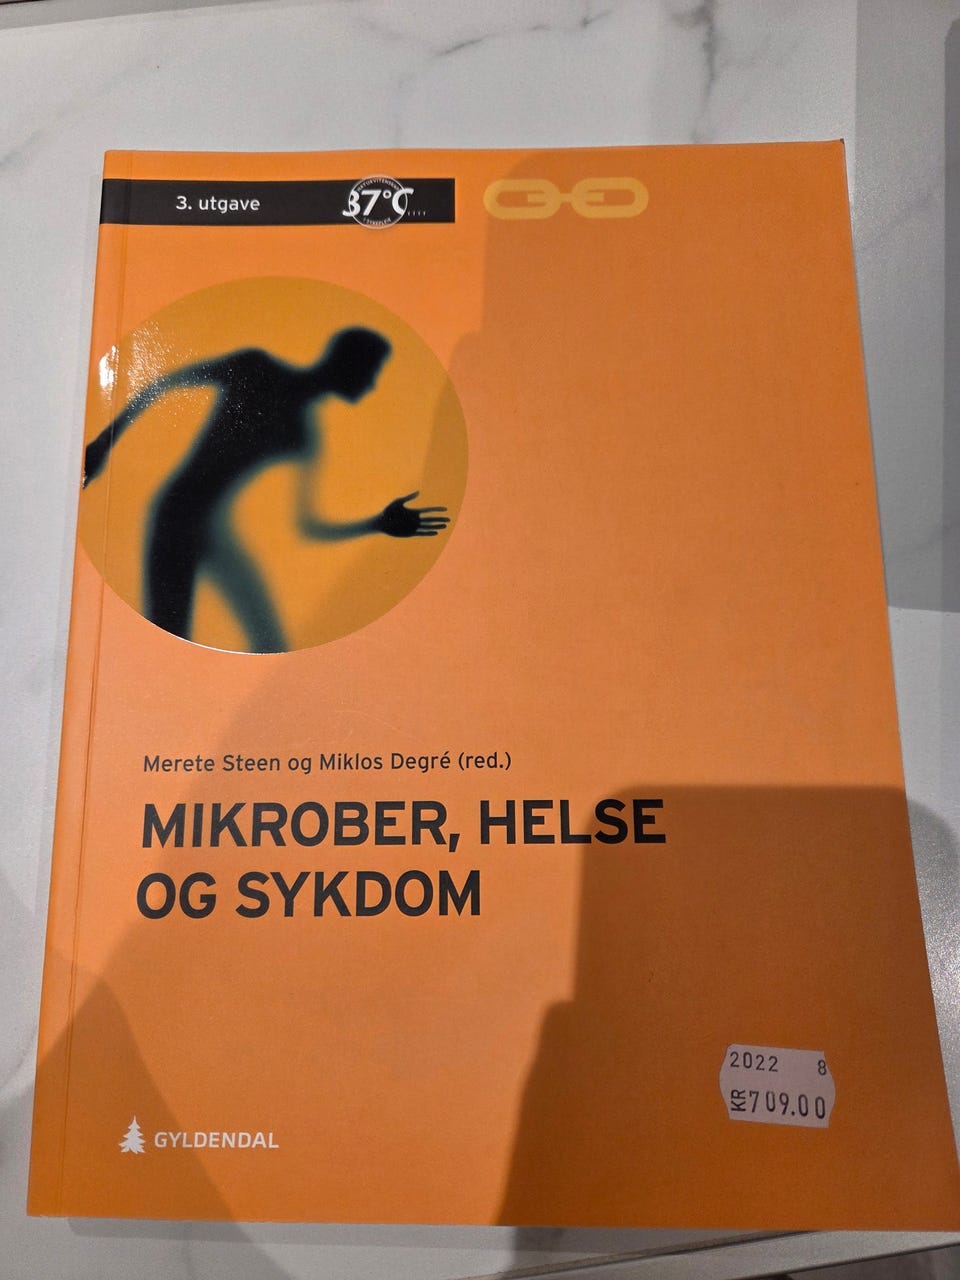 3. utgave
37°C
Merete Steen og Miklos Degré (red.)
MIKROBER, HELSE
OG SYKDOM
2022 8
KR 709.00
GYLDENDAL